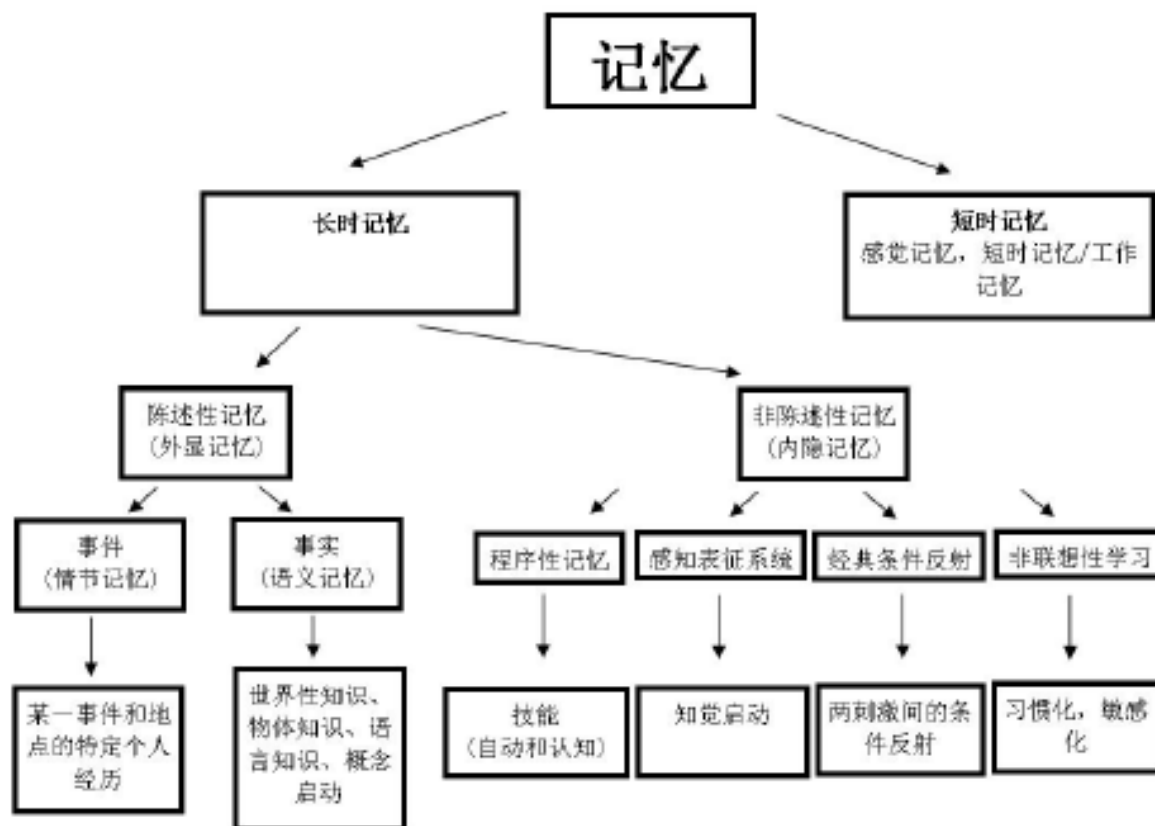 记忆
长时记忆
短时记忆
感觉记忆，短时记忆/工作
记忆
陈述性记忆
(外显记忆)
非陈述性记忆
(内隐记忆)
事件
(情节记忆)
事实
(语义记忆)
程序性记忆
感知表征系统
经典条件反射
非联想性学习
某一事件和地
点的特定个人
经历
世界性知识、
物体知识、语
言知识、概念
启动
技能
(自动和认知)
知觉启动
两刺激间的条
件反射
习惯化，敏感
化